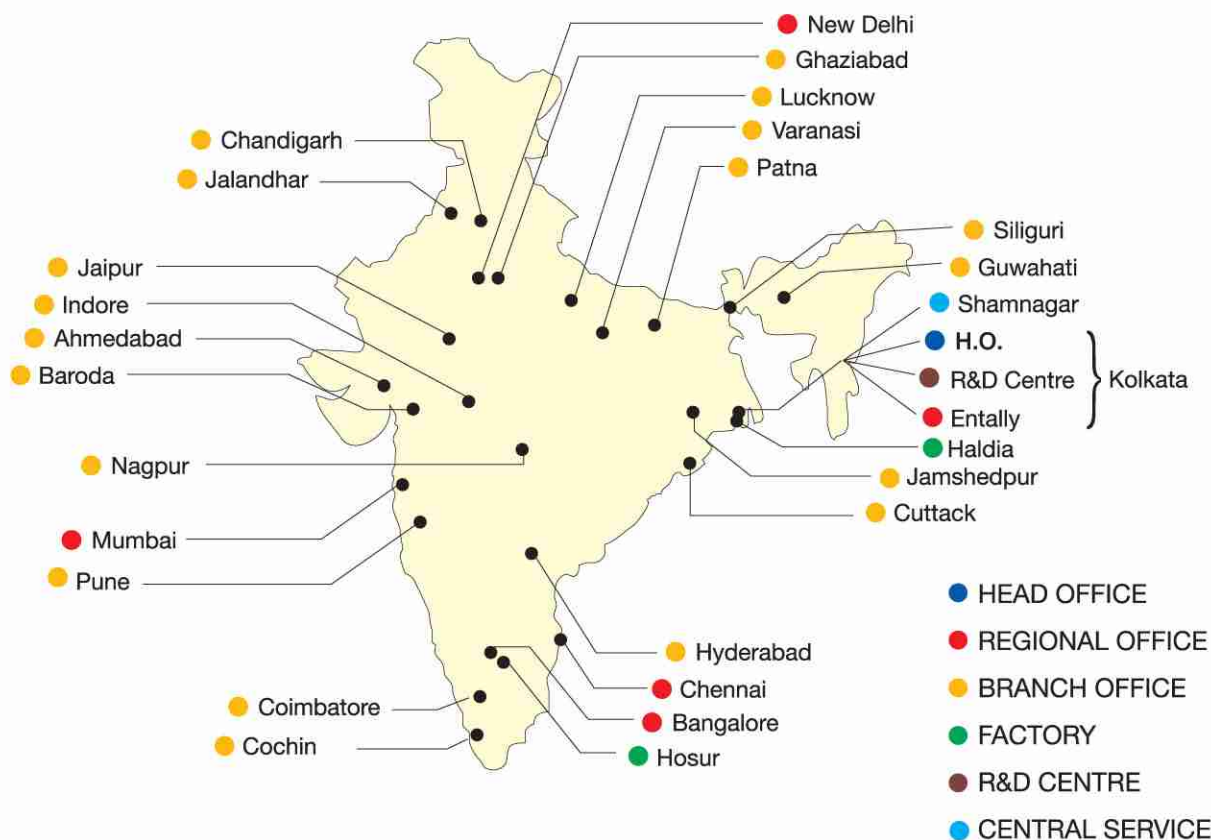 New Delhi
Ghaziabad
Lucknow
Varanasi
Patna
Chandigarh
Jalandhar
Siliguri
Guwahati
Shamnagar
H.O.
R&D Centre
Kolkata
Entally
Haldia
Jamshedpur
Cuttack
Jaipur
Indore
Ahmedabad
Baroda
Nagpur
Mumbai
Pune
Hyderabad
Chennai
Bangalore
Hosur
Coimbatore
Cochin
HEAD OFFICE
REGIONAL OFFICE
BRANCH OFFICE
FACTORY
R&D CENTRE
CENTRAL SERVICE